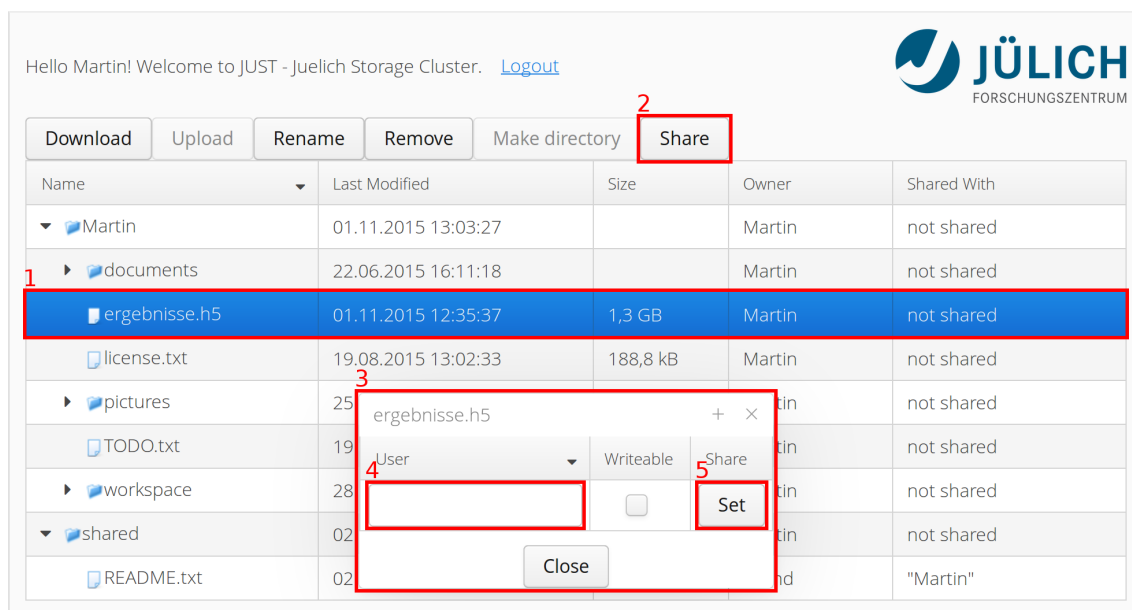 Hello Martin! Welcome to JUST - Juelich Storage Cluster. Logout
JÜLICH
FORSCHUNGSZENTRUM
2
Download Upload Rename Remove Make directory Share
Name Last Modified Size Owner Shared With
Martin 01.11.2015 13:03:27 Martin not shared
documents 22.06.2015 16:11:18 Martin not shared
1
ergebnisse.h5 01.11.2015 12:35:37 1,3 GB Martin not shared
license.txt 19.08.2015 13:02:33 188,8 kB Martin not shared
3
pictures 25 tin not shared
ergebnisse.h5 + ×
TODO.txt 19 tin not shared
User Writeable Share
4 5
workspace 28 tin not shared
Set
shared 02 tin not shared
Close
README.txt 02 nd "Martin"